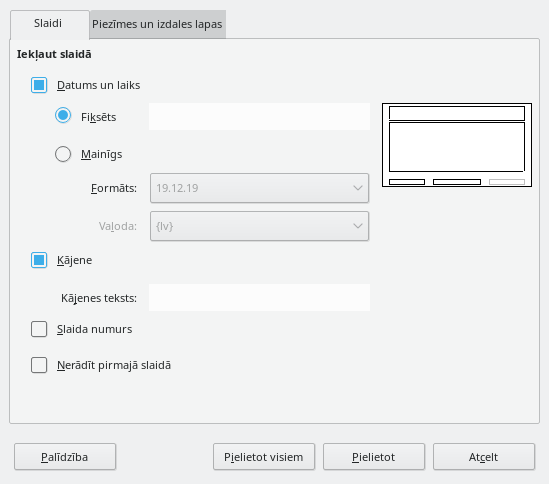 Slaidi
Piezīmes un izdales lapas
Iekļaut slaidā
Datums un laiks
Fiksēts
Mainīgs
Formāts:
19.12.19
Valoda:
{lv}
Kājene
Kājenes teksts:
Slaida numurs
Nerādīt pirmajā slaidā
Palīdzība
Pielietot visiem
Pielietot
Atcelt